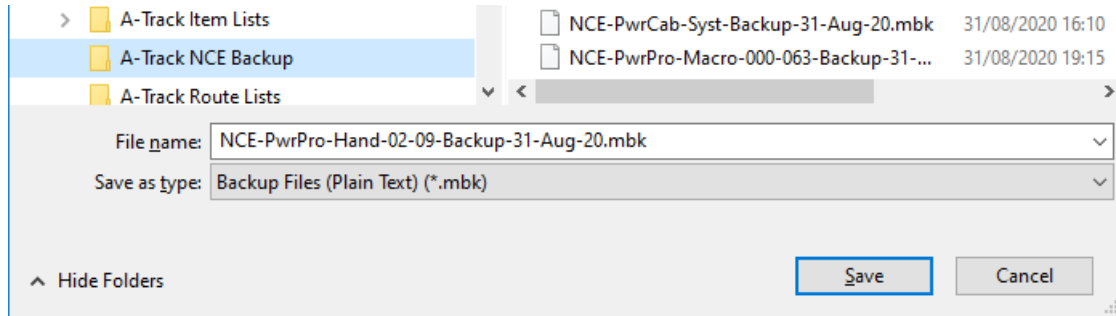 A-Track Item Lists
A-Track NCE Backup
A-Track Route Lists
NCE-PwrCab-Syst-Backup-31-Aug-20.mbk 31/08/2020 16:10
NCE-PwrPro-Macro-000-063-Backup-31-... 31/08/2020 19:15
File name: NCE-PwrPro-Hand-02-09-Backup-31-Aug-20.mbk
Save as type: Backup Files (Plain Text) (*.mbk)
Hide Folders
Save
Cancel